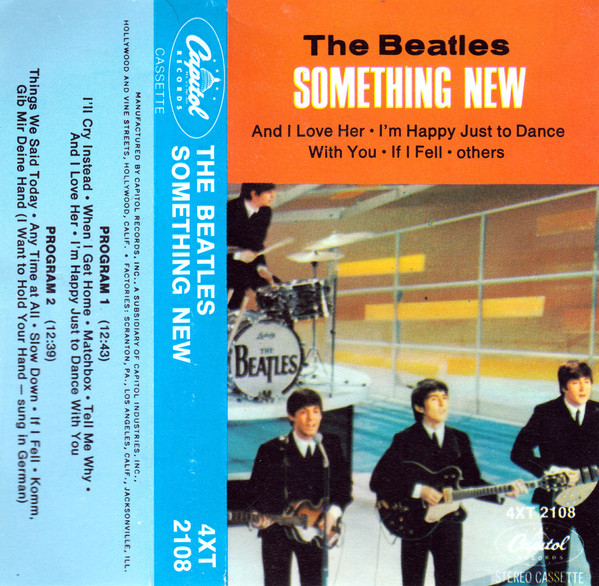 The Beatles
SOMETHING NEW
And I Love Her • I'm Happy Just to Dance
With You • If I Fell • others
Ludwig
THE
BEATLES
4XT 2108
Capitol
STEREO CASSETTE
Capitol
RECORDS
CASSETTE
THE BEATLES
SOMETHING NEW
4XT
2108
MANUFACTURED BY CAPITOL RECORDS, INC., A SUBSIDIARY OF CAPITOL INDUSTRIES, INC.,
HOLLYWOOD AND VINE STREETS, HOLLYWOOD, CALIF. • FACTORIES: SCRANTON, PA., LOS ANGELES, CALIF., JACKSONVILLE, ILL.
PROGRAM 1 (12:43)
I'll Cry Instead • When I Get Home • Matchbox • Tell Me Why •
And I Love Her • I'm Happy Just to Dance With You
PROGRAM 2 (12:39)
Things We Said Today • Any Time at All • Slow Down • If I Fell • Komm,
Gib Mir Deine Hand (I Want to Hold Your Hand — sung in German)